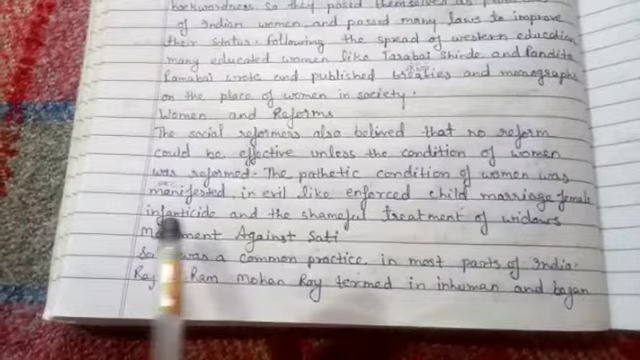 backwordness. So they posed themselves as
of Indian women and passed many laws to improve
their status. Following the spread of western education
many educated women like Tarabai Shinde and Pandita
Ramabai wrote and published treaties and monographs
on the place of women in society.
Women and Reforms
The social reformers also belived that no reform
could be effective unless the condition of women
was reformed. The pathetic condition of women was
manifested in evil like enforced child marriage female
infanticide and the shameful treatment of widows
Against Sati
was a common practice in most parts of India.
Ram Mohan Roy termed in inhuman and began